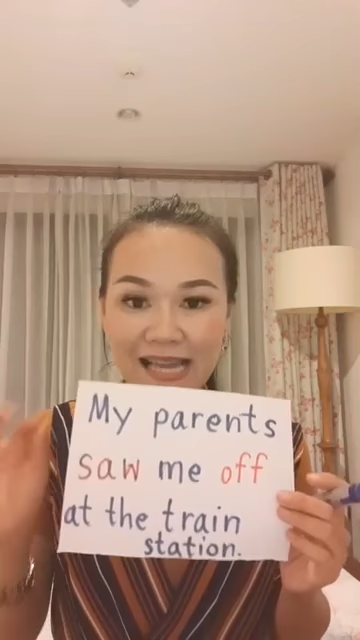 My parents
saw me off
at the train
station.